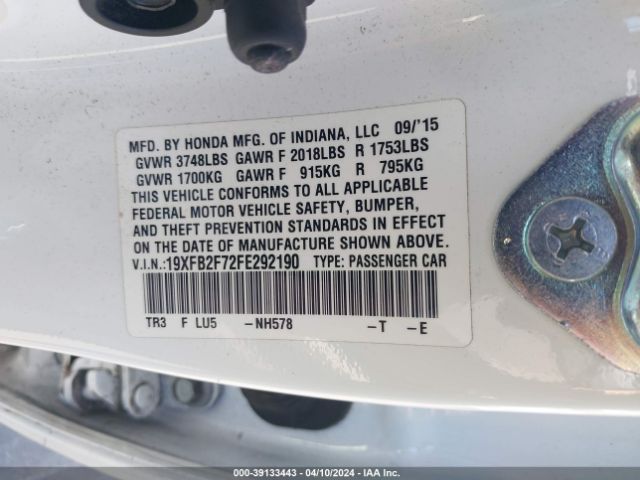 MFD. BY HONDA MFG. OF INDIANA, LLC 09/'15
GVWR 3748LBS GAWR F 2018LBS R 1753LBS
GVWR 1700KG GAWR F 915KG R 795KG
THIS VEHICLE CONFORMS TO ALL APPLICABLE
FEDERAL MOTOR VEHICLE SAFETY, BUMPER,
AND THEFT PREVENTION STANDARDS IN EFFECT
ON THE DATE OF MANUFACTURE SHOWN ABOVE.
V.I.N.:19XFB2F72FE292190 TYPE: PASSENGER CAR
TR3 F LU5 -NH578 -T -E
000-39133443 - 04/10/2024 - IAA Inc.